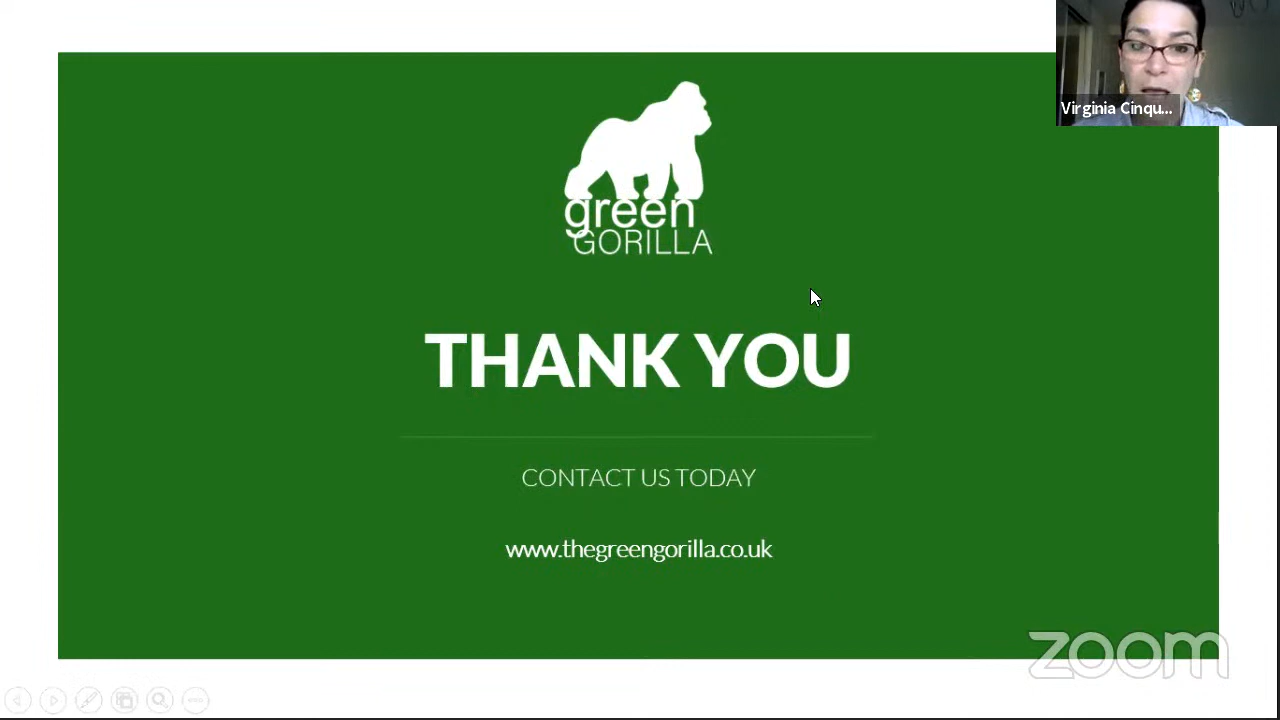 Virginia Cinqu...
green
GORILLA
THANK YOU
CONTACT US TODAY
www.thegreengorilla.co.uk
zoom